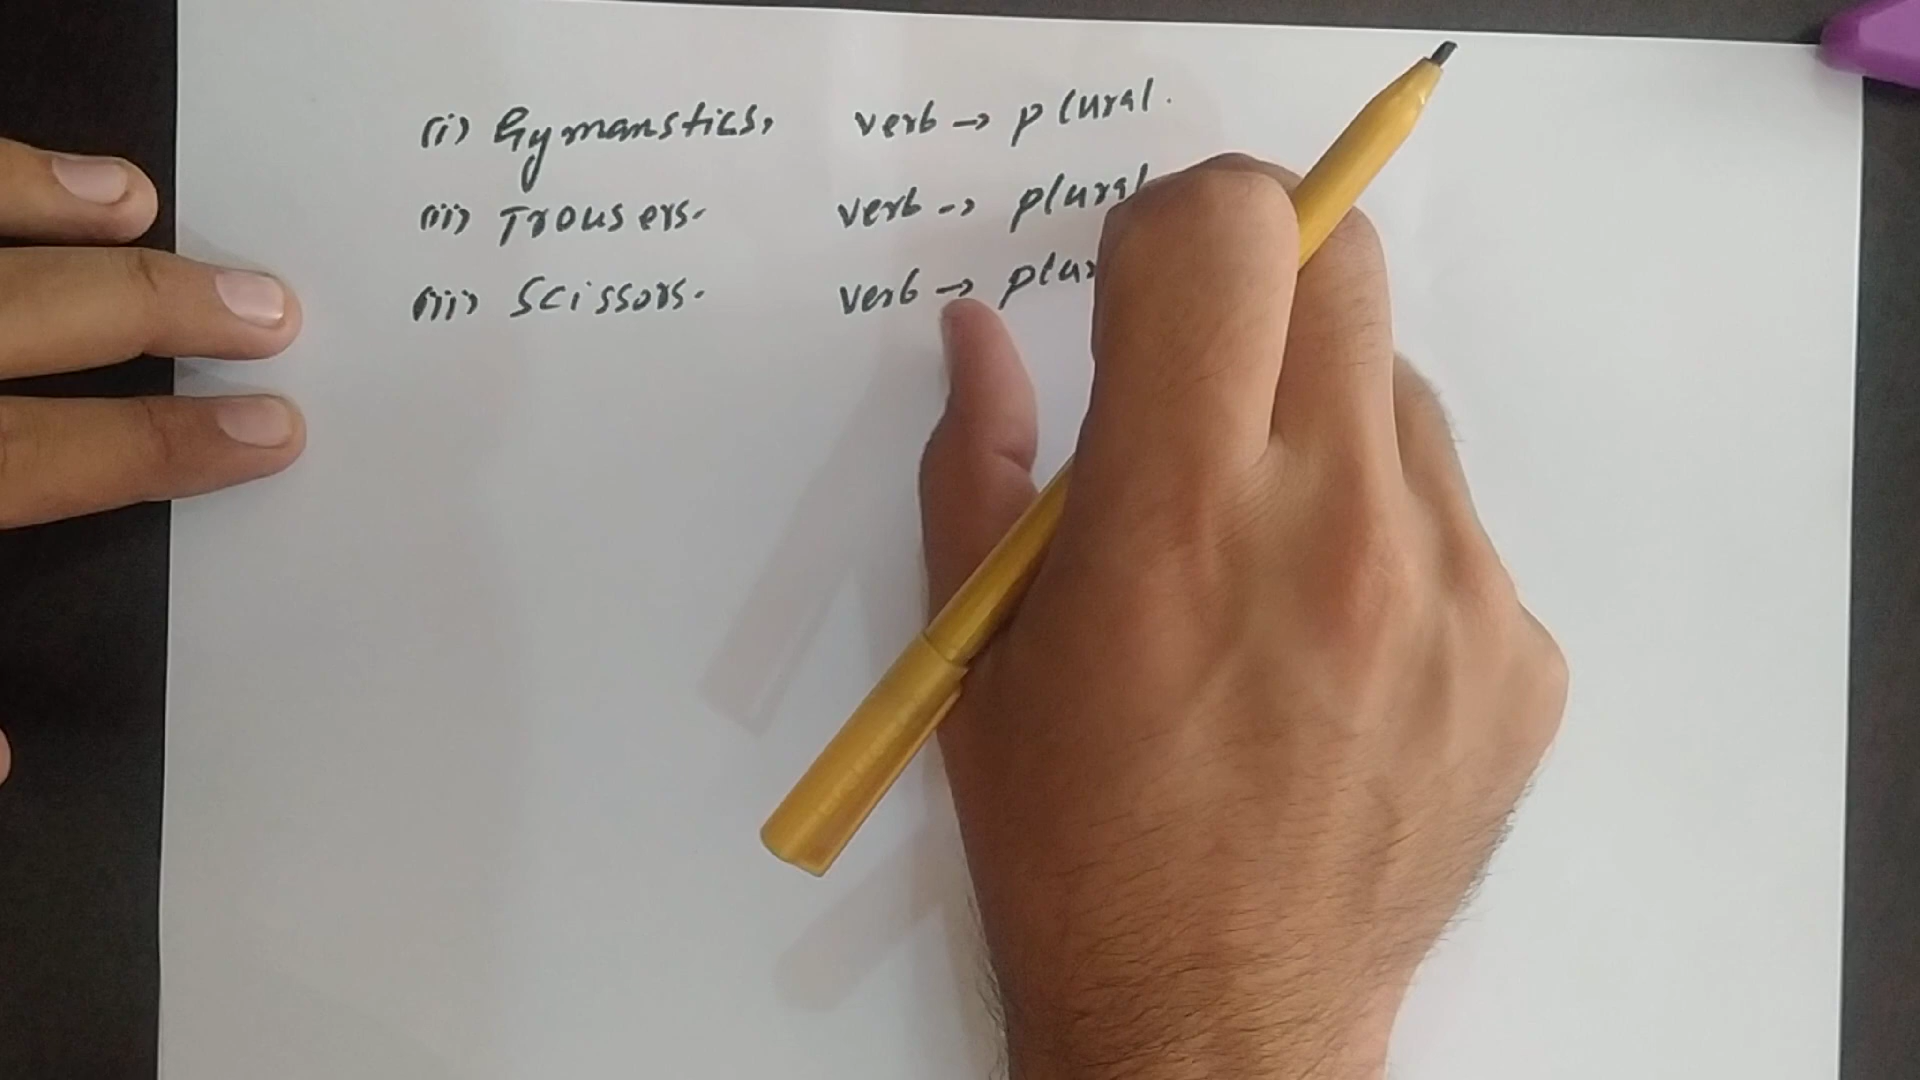 (i) Gymanstics, verb → plural.
(ii) Trousers. verb → plural
(iii) Scissors. verb →